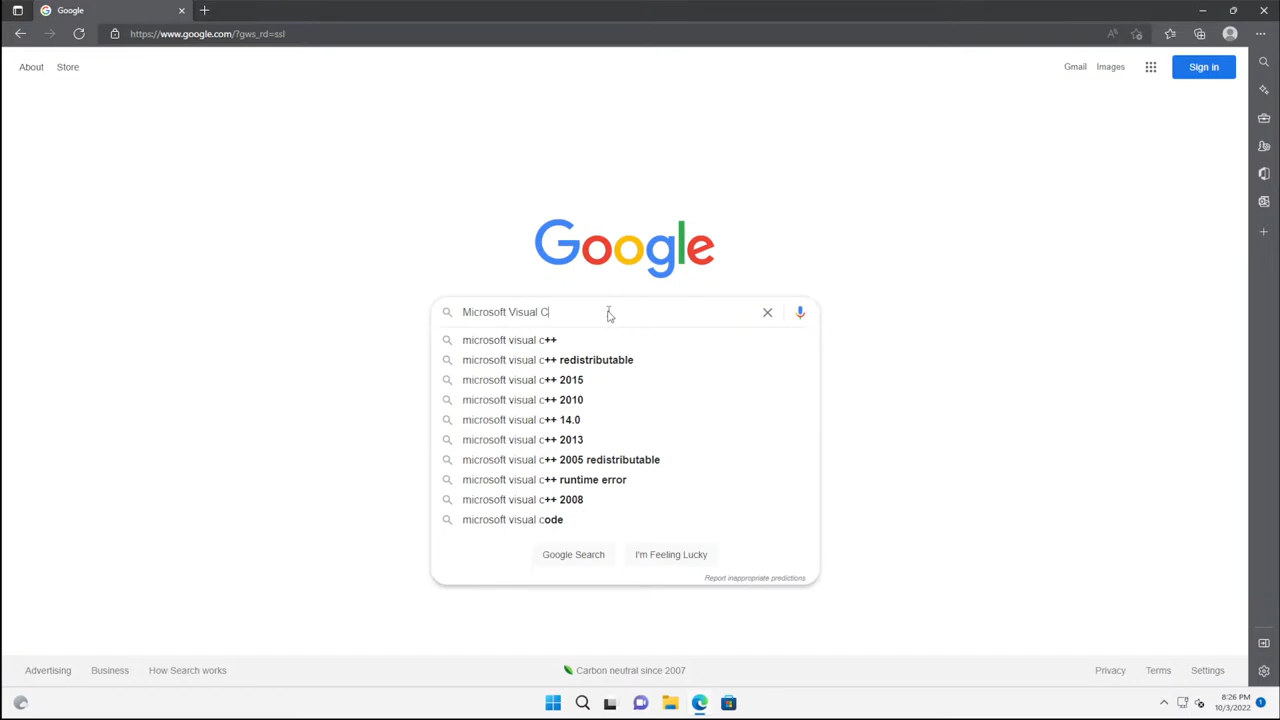 Google
https://www.google.com/?gws_rd=ssl
About Store
Gmail Images Sign in
Google
Microsoft Visual C
microsoft visual c++
microsoft visual c++ redistributable
microsoft visual c++ 2015
microsoft visual c++ 2010
microsoft visual c++ 14.0
microsoft visual c++ 2013
microsoft visual c++ 2005 redistributable
microsoft visual c++ runtime error
microsoft visual c++ 2008
microsoft visual code
Google Search I'm Feeling Lucky
Report inappropriate predictions
Advertising Business How Search works Carbon neutral since 2007 Privacy Terms Settings
8:26 PM
10/3/2022 1